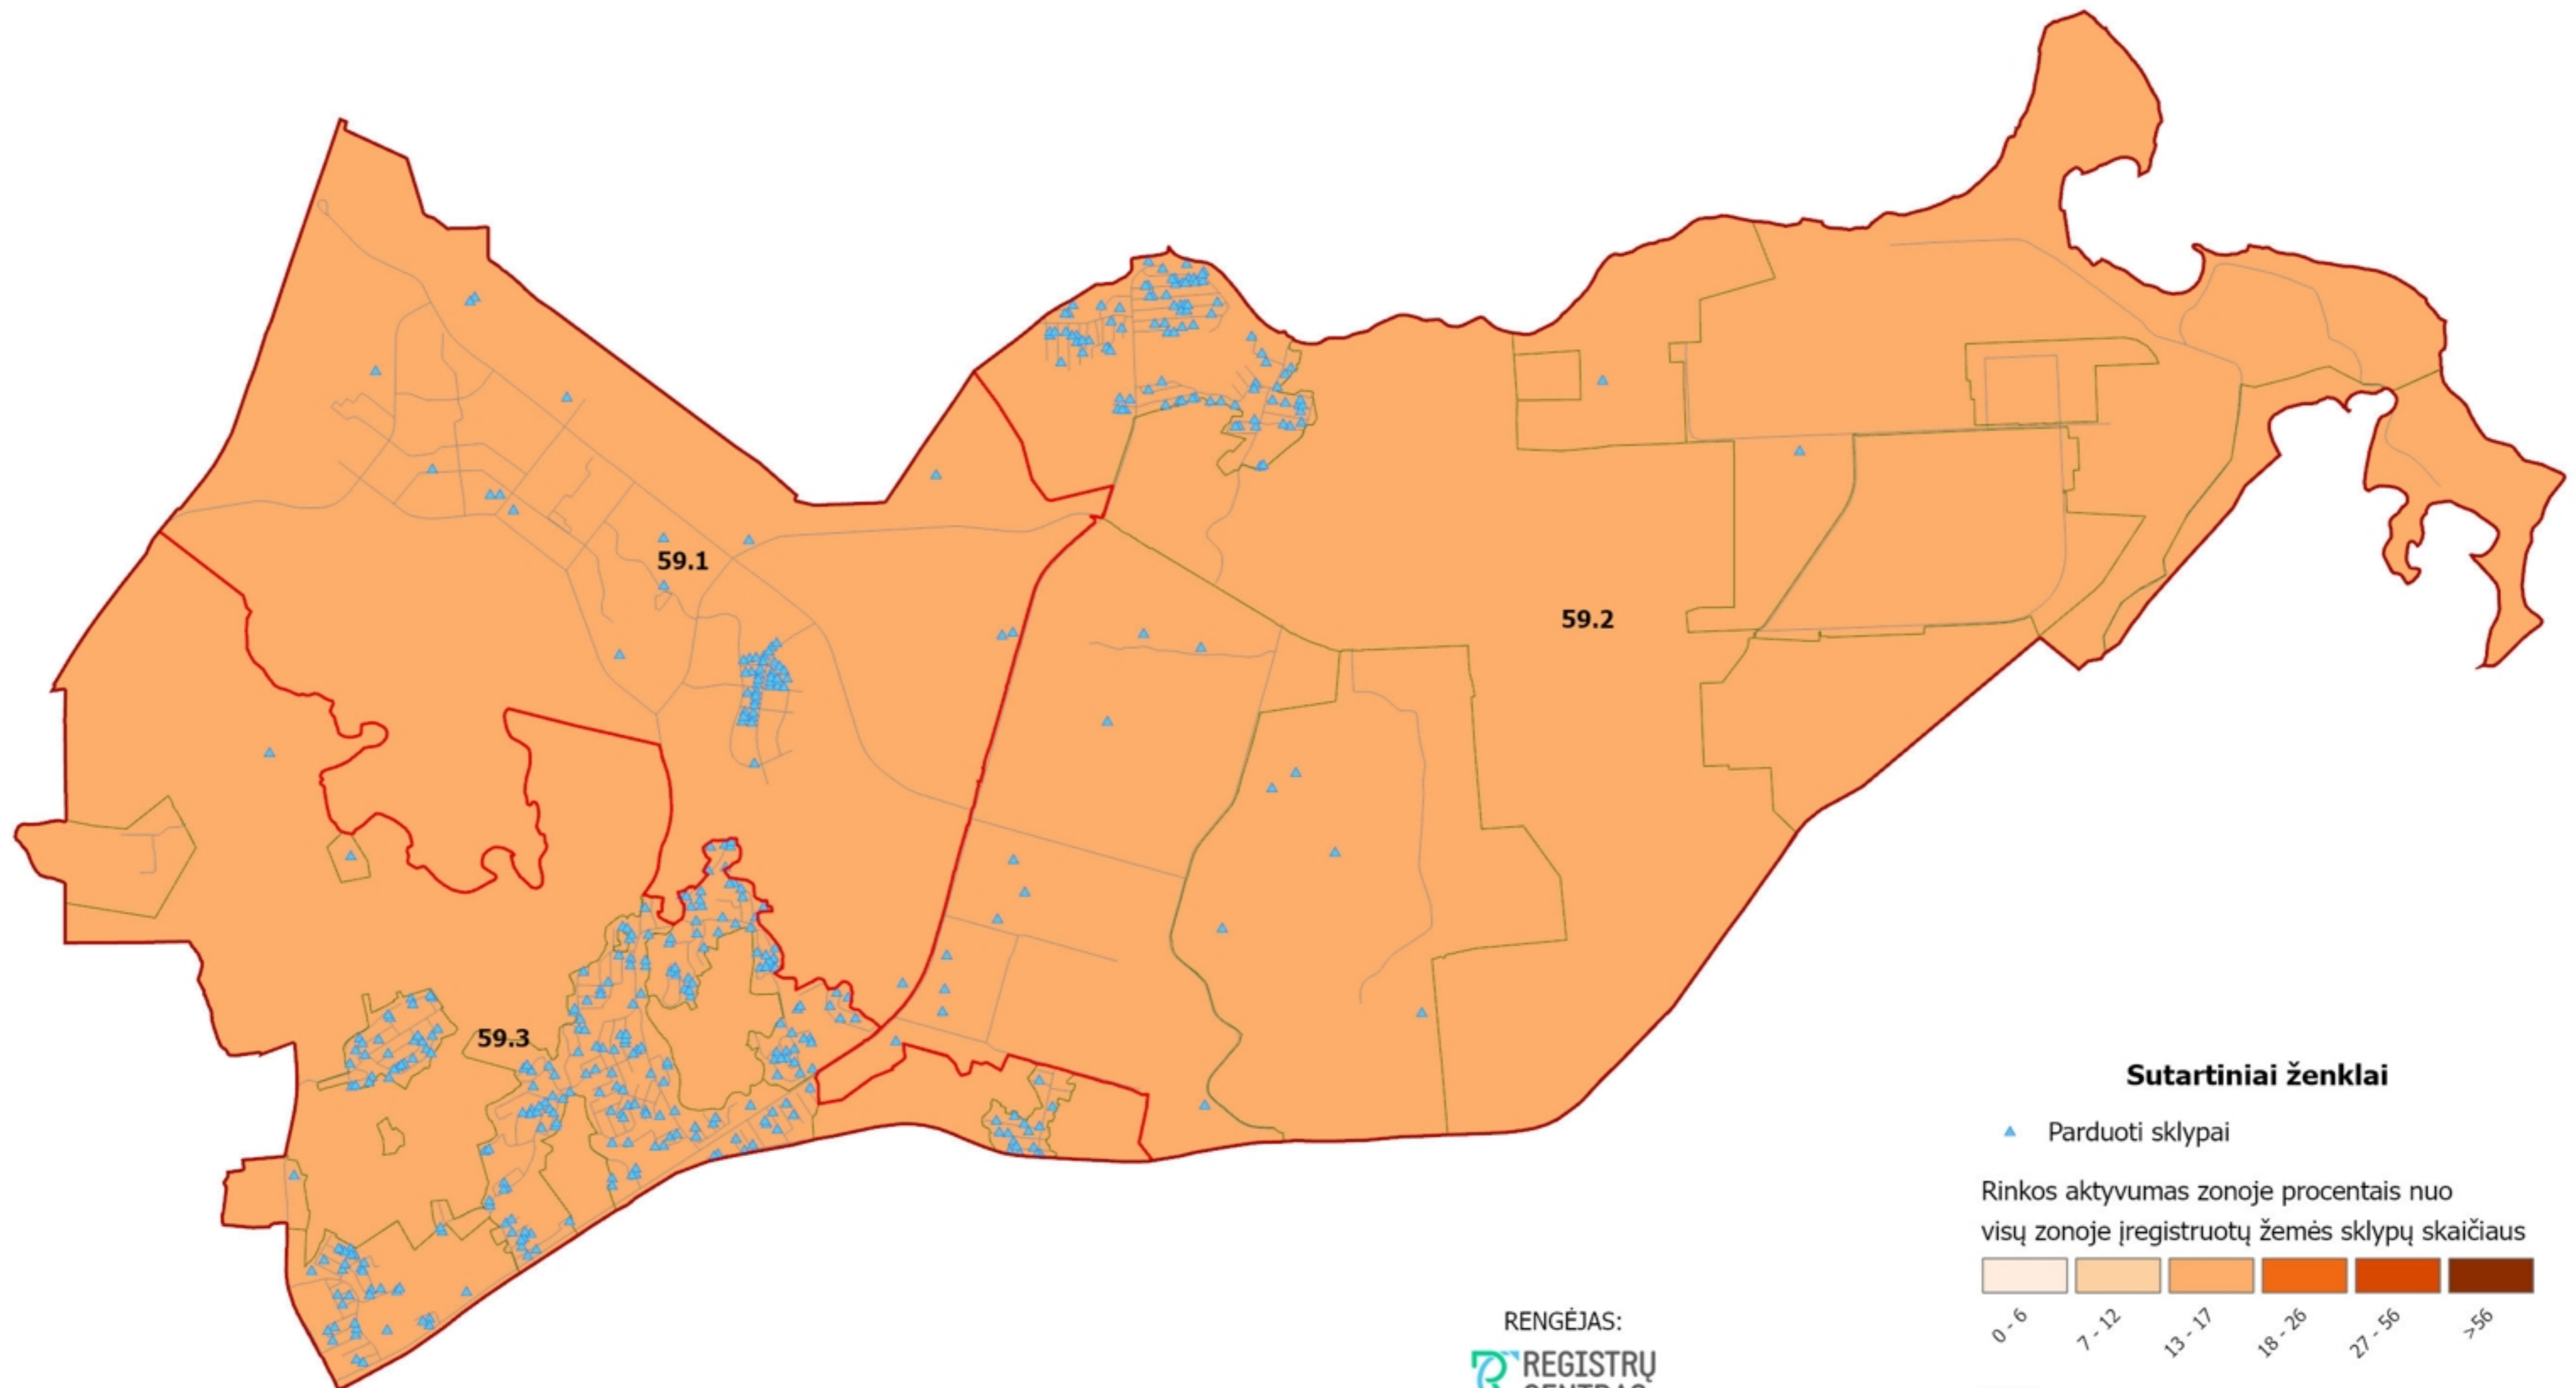 59.1
59.2
59.3
Sutartiniai ženklai
Parduoti sklypai
Rinkos aktyvumas zonoje procentais nuo
visų zonoje įregistruotų žemės sklypų skaičiaus
0 - 6
7 - 12
13 - 17
18 - 26
27 - 56
>56
RENGĖJAS:
REGISTRŲ
CENTRAS